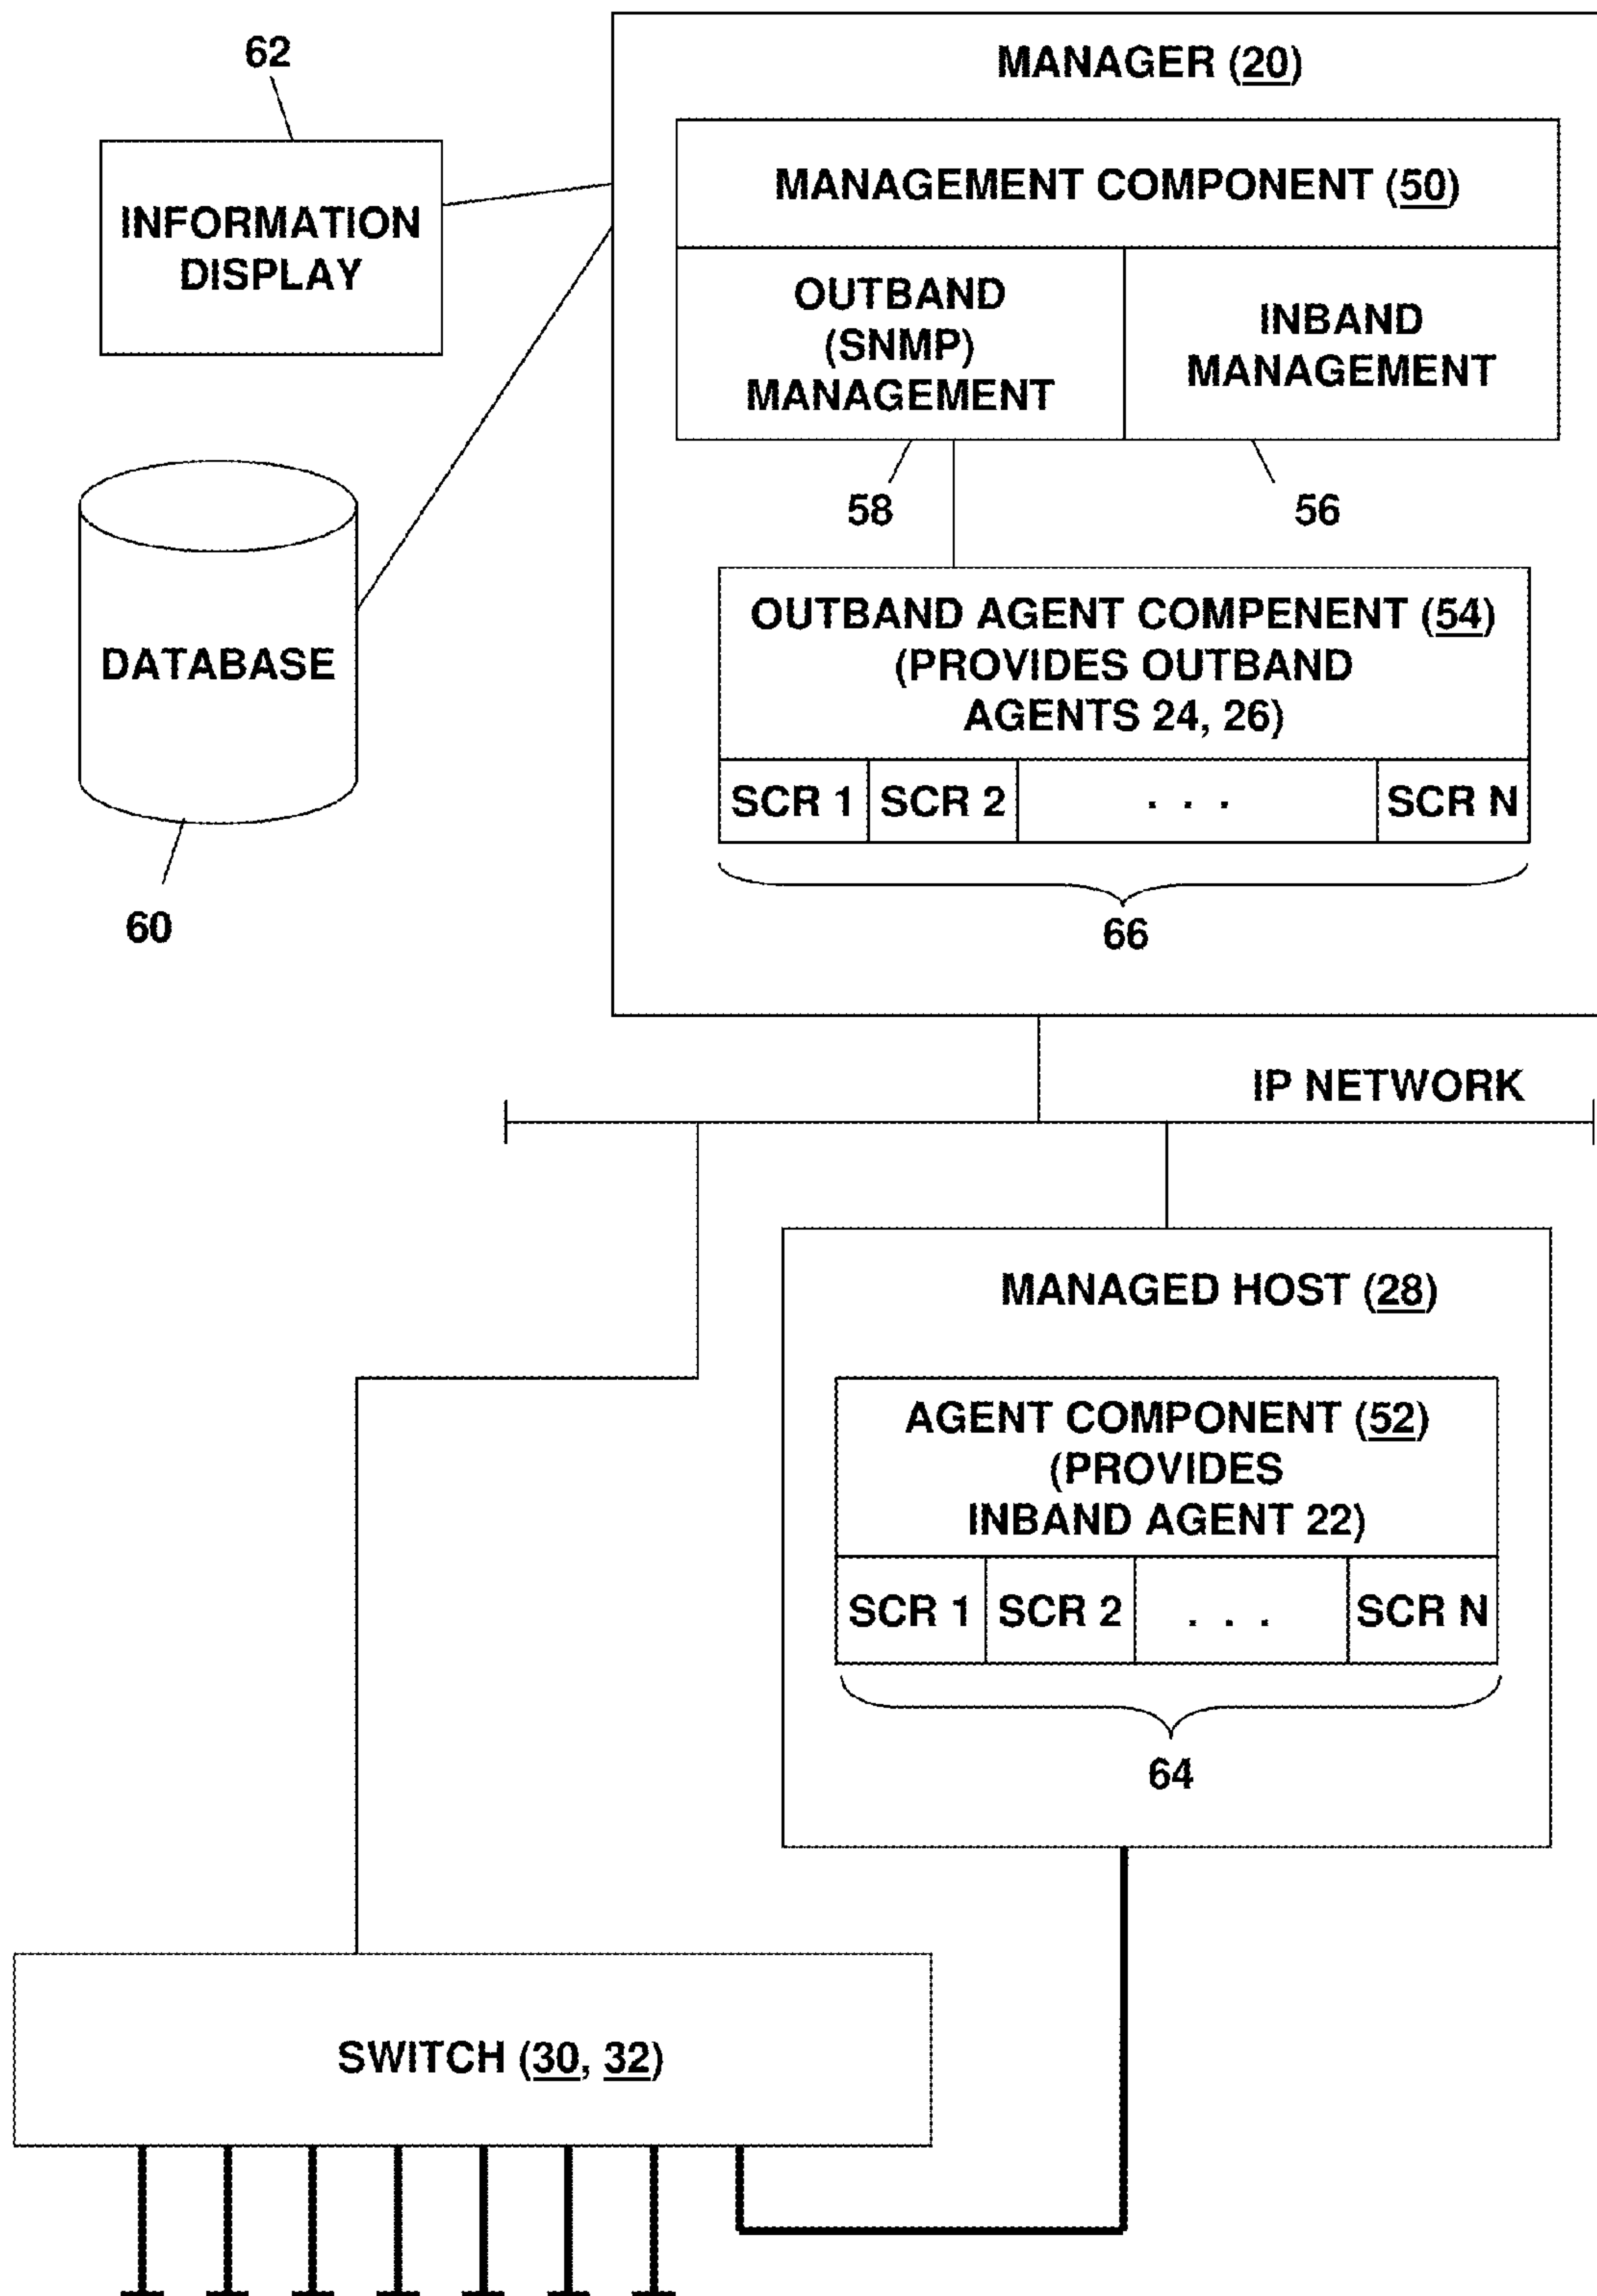 62
MANAGER (20)
MANAGEMENT COMPONENT (50)
INFORMATION
DISPLAY
OUTBAND
(SNMP)
MANAGEMENT
INBAND
MANAGEMENT
58
56
OUTBAND AGENT COMPENENT (54)
(PROVIDES OUTBAND
AGENTS 24, 26)
DATABASE
SCR 1
SCR 2
. . .
SCR N
60
66
IP NETWORK
MANAGED HOST (28)
AGENT COMPONENT (52)
(PROVIDES
INBAND AGENT 22)
SCR 1
SCR 2
. . .
SCR N
64
SWITCH (30, 32)